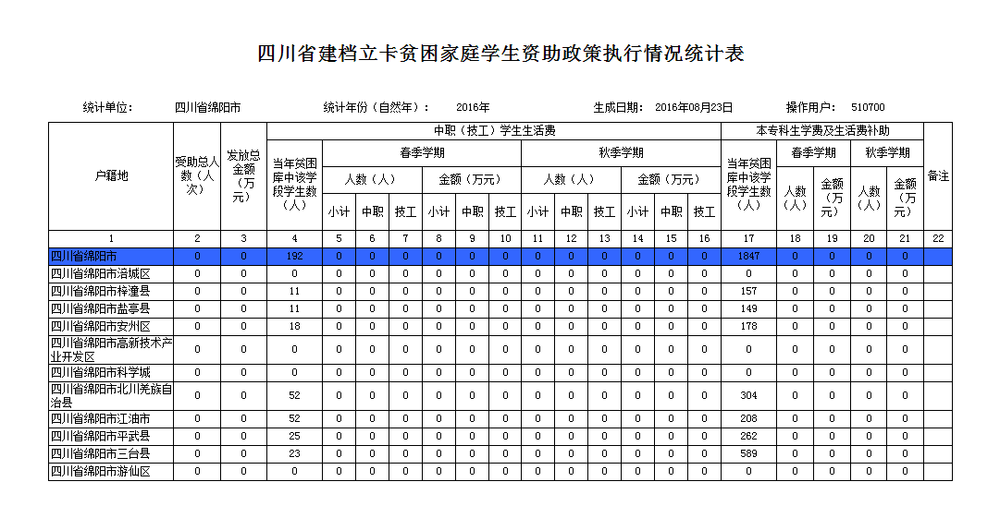 四川省建档立卡贫困家庭学生资助政策执行情况统计表
统计单位： 四川省绵阳市 统计年份（自然年）： 2016年 生成日期： 2016年08月23日 操作用户： 510700
户籍地 受助总人数（人次） 发放总金额（万元） 中职（技工）学生生活费 本专科生学费及生活费补助 备注
当年贫困库中该学段学生数（人） 春季学期 秋季学期 当年贫困库中该学段学生数（人） 春季学期 秋季学期
人数（人） 金额（万元） 人数（人） 金额（万元） 人数（人） 金额（万元） 人数（人） 金额（万元）
小计 中职 技工 小计 中职 技工 小计 中职 技工 小计 中职 技工
1 2 3 4 5 6 7 8 9 10 11 12 13 14 15 16 17 18 19 20 21 22
四川省绵阳市 0 0 192 0 0 0 0 0 0 0 0 0 0 0 0 1847 0 0 0 0
四川省绵阳市涪城区 0 0 0 0 0 0 0 0 0 0 0 0 0 0 0 0 0 0 0 0
四川省绵阳市梓潼县 0 0 11 0 0 0 0 0 0 0 0 0 0 0 0 157 0 0 0 0
四川省绵阳市盐亭县 0 0 11 0 0 0 0 0 0 0 0 0 0 0 0 149 0 0 0 0
四川省绵阳市安州区 0 0 18 0 0 0 0 0 0 0 0 0 0 0 0 178 0 0 0 0
四川省绵阳市高新技术产业开发区 0 0 0 0 0 0 0 0 0 0 0 0 0 0 0 0 0 0 0 0
四川省绵阳市科学城 0 0 0 0 0 0 0 0 0 0 0 0 0 0 0 0 0 0 0 0
四川省绵阳市北川羌族自治县 0 0 52 0 0 0 0 0 0 0 0 0 0 0 0 304 0 0 0 0
四川省绵阳市江油市 0 0 52 0 0 0 0 0 0 0 0 0 0 0 0 208 0 0 0 0
四川省绵阳市平武县 0 0 25 0 0 0 0 0 0 0 0 0 0 0 0 262 0 0 0 0
四川省绵阳市三台县 0 0 23 0 0 0 0 0 0 0 0 0 0 0 0 589 0 0 0 0
四川省绵阳市游仙区 0 0 0 0 0 0 0 0 0 0 0 0 0 0 0 0 0 0 0 0